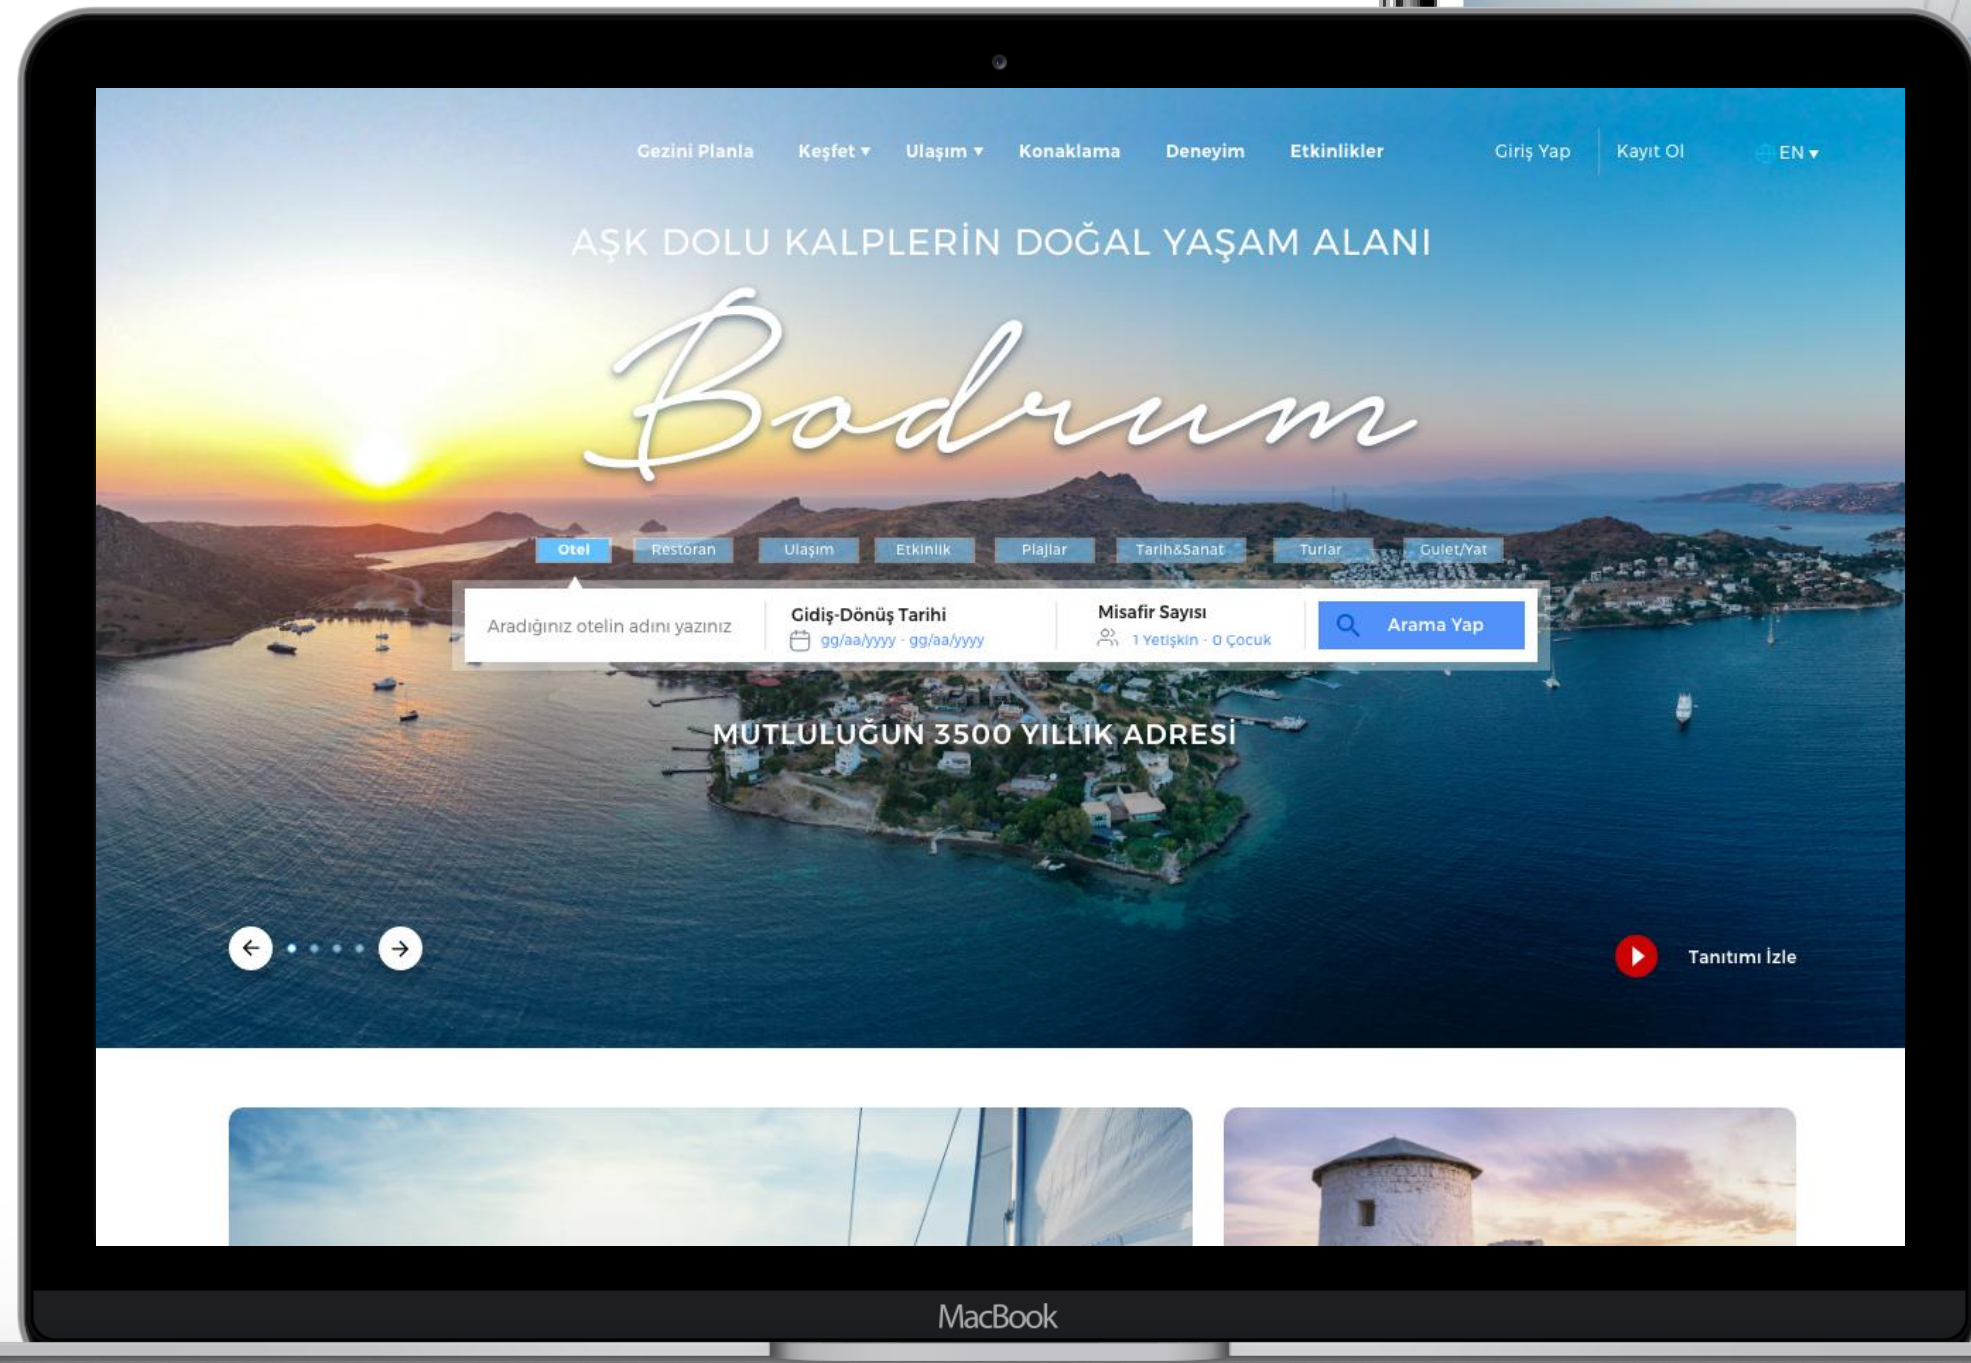 Gezini Planla Keşfet Ulaşım Konaklama Deneyim Etkinlikler Giriş Yap Kayıt Ol EN
AŞK DOLU KALPLERİN DOĞAL YAŞAM ALANI
Bodrum
Otel Restoran Ulaşım Etkinlik Plajlar Tarih&Sanat Turlar Gulet/Yat
Aradığınız otelin adını yazınız
Gidiş-Dönüş Tarihi
gg/aa/yyyy - gg/aa/yyyy
Misafir Sayısı
1 Yetişkin - 0 Çocuk
Arama Yap
MUTLULUĞUN 3500 YILLIK ADRESİ
Tanıtımı İzle
MacBook